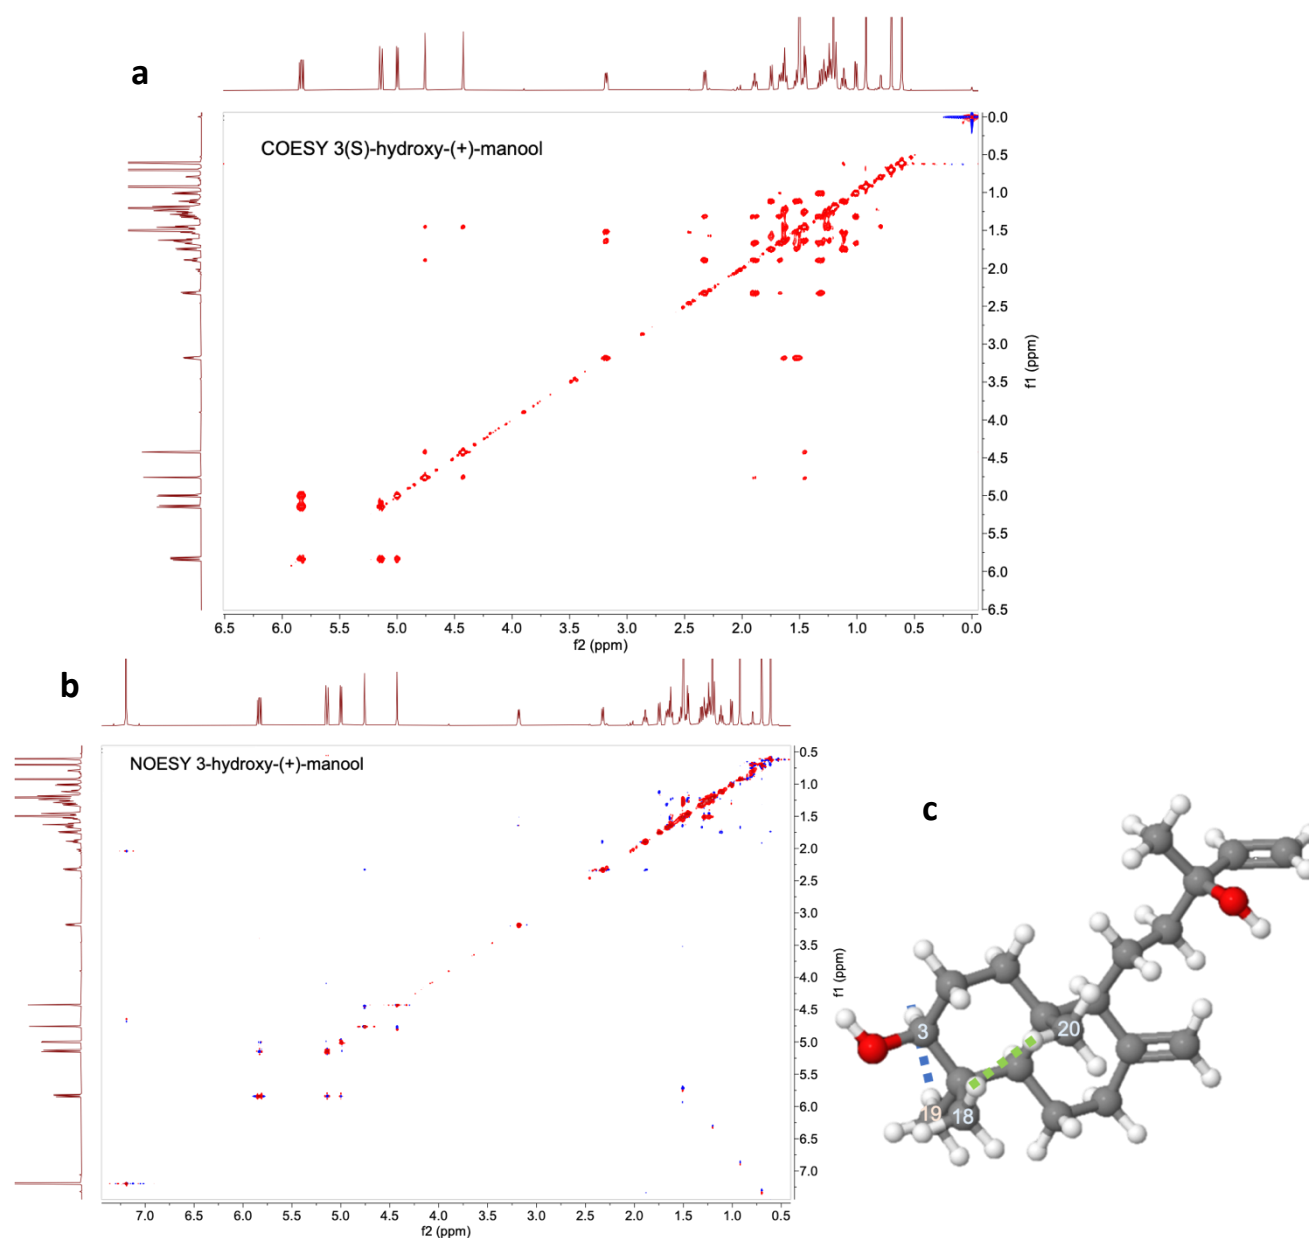 a
COESY 3(S)-hydroxy-(+)-manool
0.0
0.5
1.0
1.5
2.0
2.5
3.0
3.5
4.0
4.5
5.0
5.5
6.0
6.5
f1 (ppm)
6.5 6.0 5.5 5.0 4.5 4.0 3.5 3.0 2.5 2.0 1.5 1.0 0.5 0.0
f2 (ppm)
b
NOESY 3-hydroxy-(+)-manool
0.5
1.0
1.5
2.0
2.5
3.0
3.5
4.0
4.5
5.0
5.5
6.0
6.5
7.0
f1 (ppm)
7.0 6.5 6.0 5.5 5.0 4.5 4.0 3.5 3.0 2.5 2.0 1.5 1.0 0.5
f2 (ppm)
c
3
20
19
18